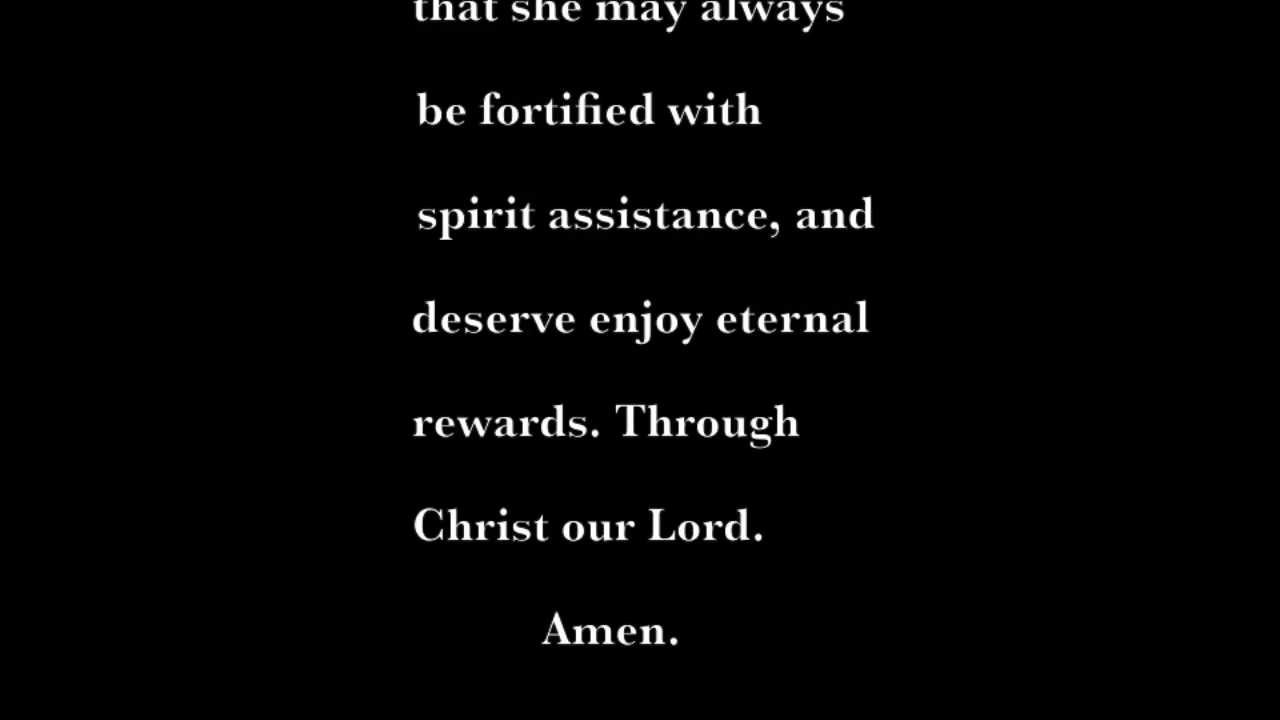 that she may always
be fortified with
spirit assistance, and
deserve enjoy eternal
rewards. Through
Christ our Lord.
Amen.